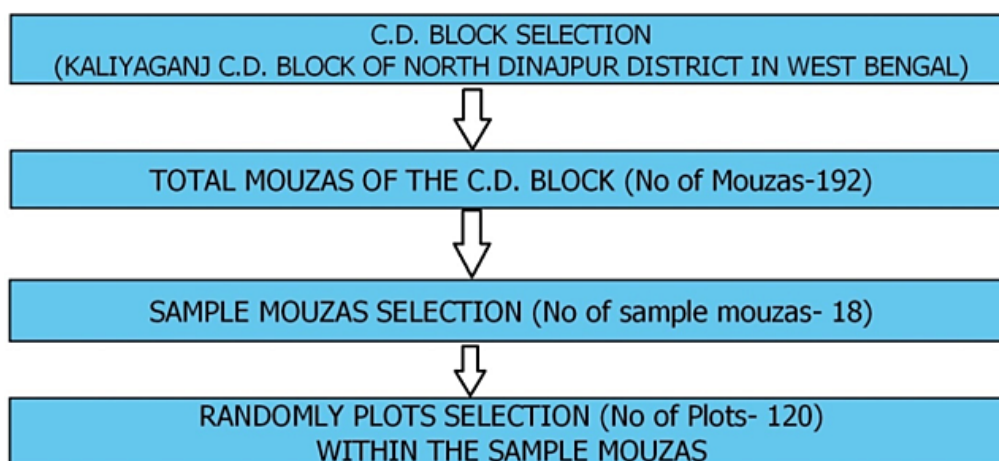 C.D. BLOCK SELECTION
(KALIYAGANJ C.D. BLOCK OF NORTH DINAJPUR DISTRICT IN WEST BENGAL)
TOTAL MOUZAS OF THE C.D. BLOCK (No of Mouzas-192)
SAMPLE MOUZAS SELECTION (No of sample mouzas- 18)
RANDOMLY PLOTS SELECTION (No of Plots- 120)
WITHIN THE SAMPLE MOUZAS